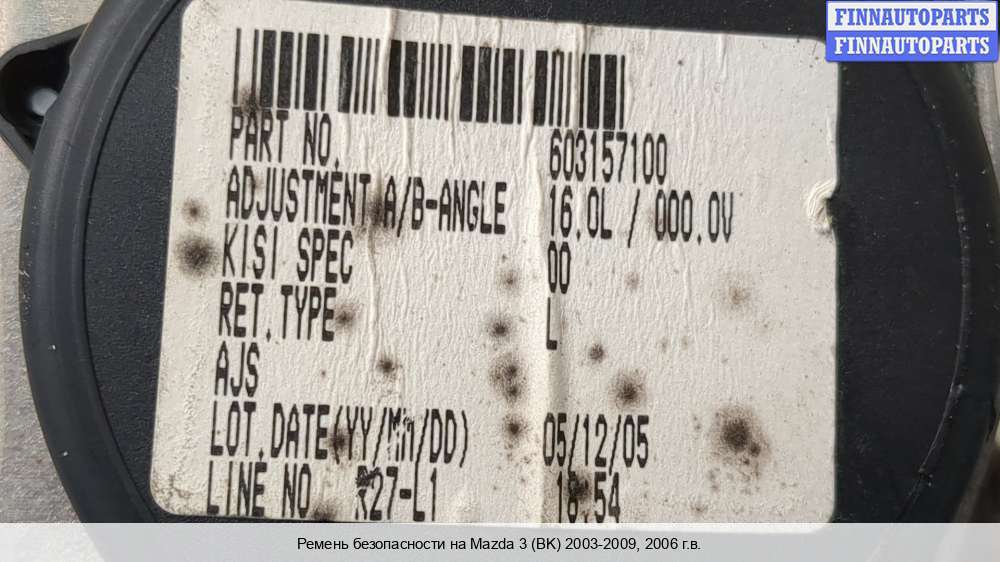 FINNAUTOPARTS
FINNAUTOPARTS
PART NO. 603157100
ADJUSTMENT A/B-ANGLE 16.0L / 000.0V
KISI SPEC 00
RET.TYPE L
AJS
LOT.DATE(YY/MM/DD) 05/12/05
LINE NO R27-L1 18:54
Ремень безопасности на Mazda 3 (BK) 2003-2009, 2006 г.в.